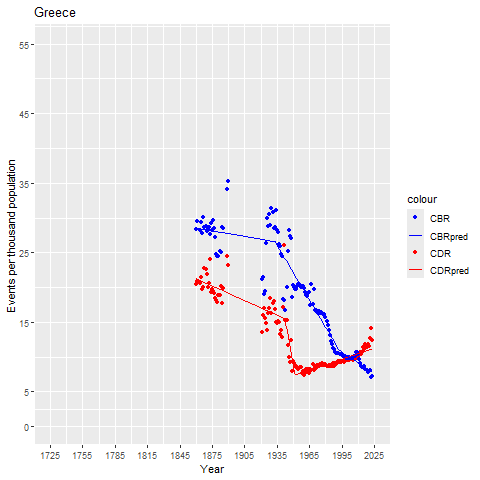 Greece
Events per thousand population
55
45
35
25
15
5
0
1725 1755 1785 1815 1845 1875 1905 1935 1965 1995 2025
Year
colour
CBR
CBRpred
CDR
CDRpred